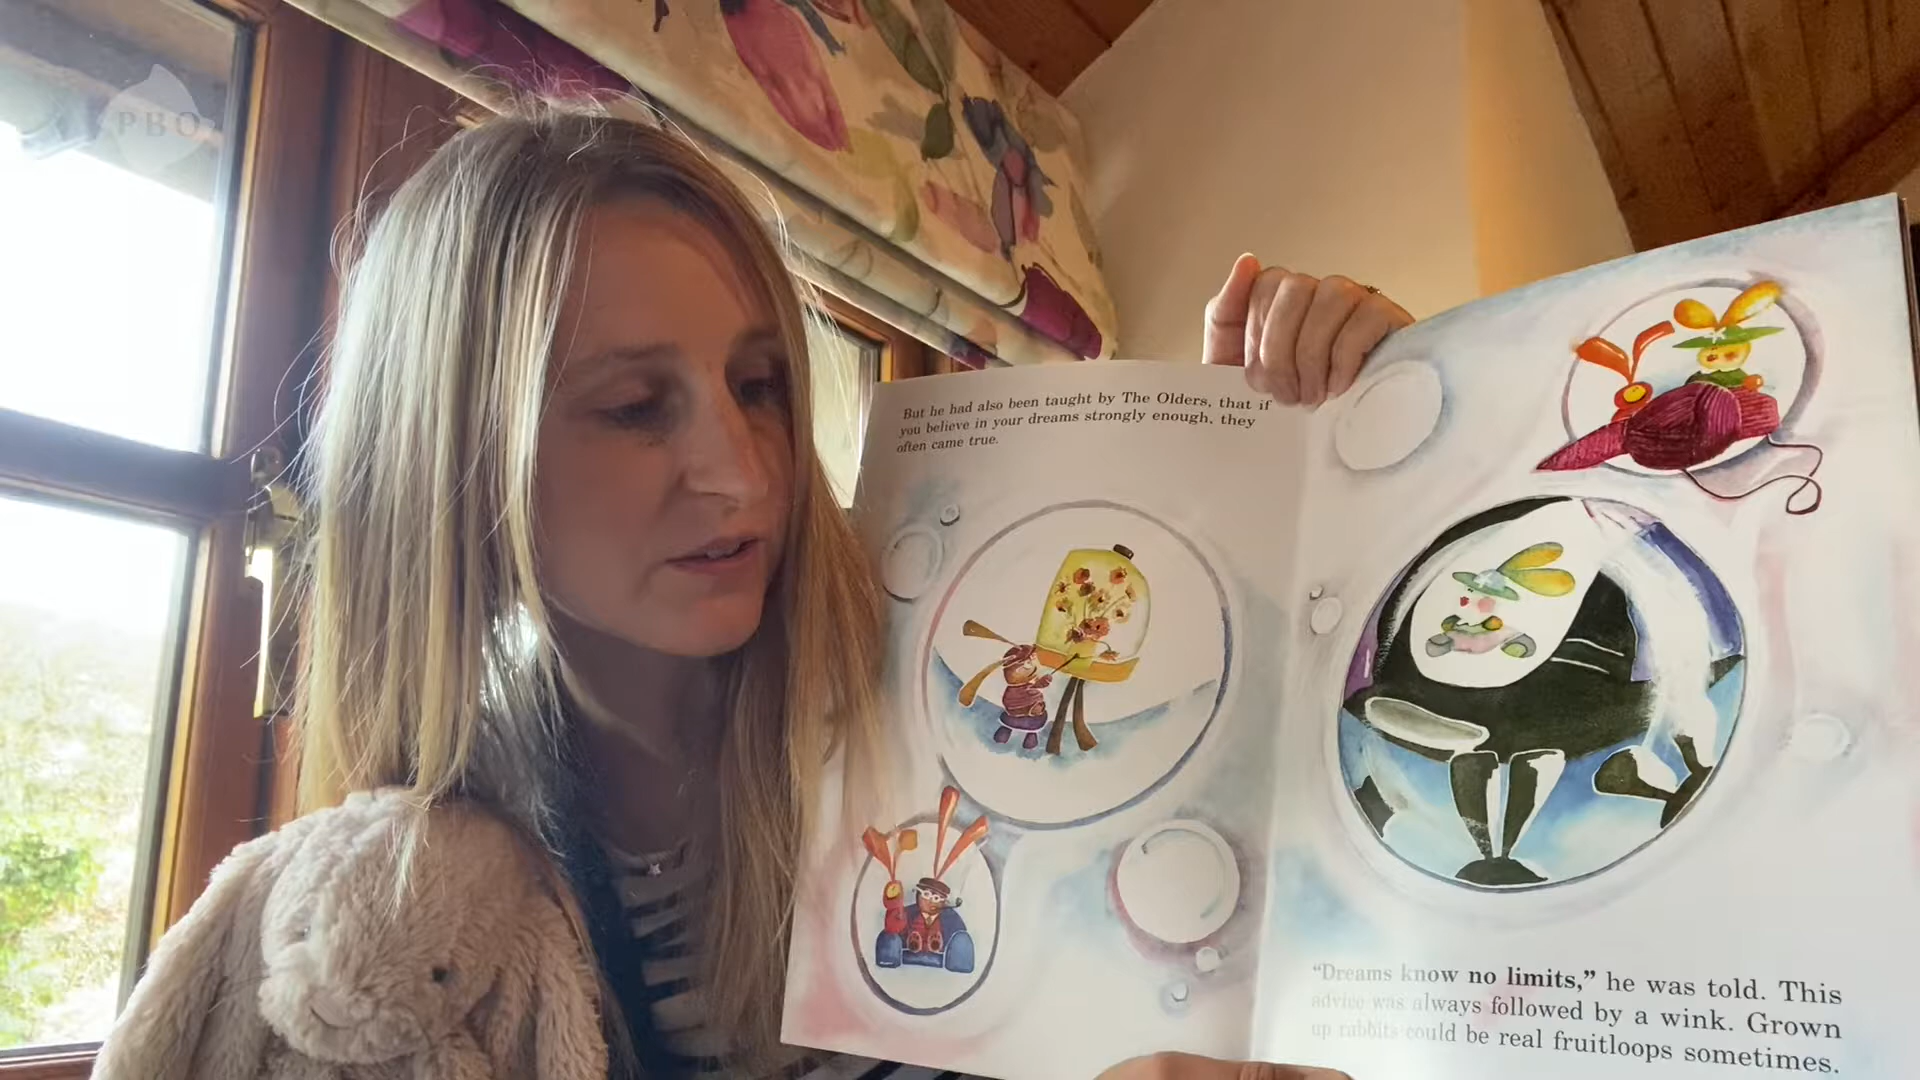 PBO
But he had also been taught by The Olders, that if
you believe in your dreams strongly enough, they
often came true.
“Dreams know no limits,” he was told. This
advice was always followed by a wink. Grown
up rabbits could be real fruitloops sometimes.